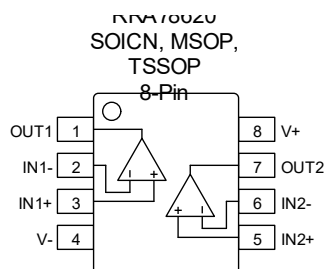 SOICN, MSOP,
TSSOP
8-Pin
OUT1 1 8 V+
IN1- 2 7 OUT2
IN1+ 3 6 IN2-
V- 4 5 IN2+
- + + -